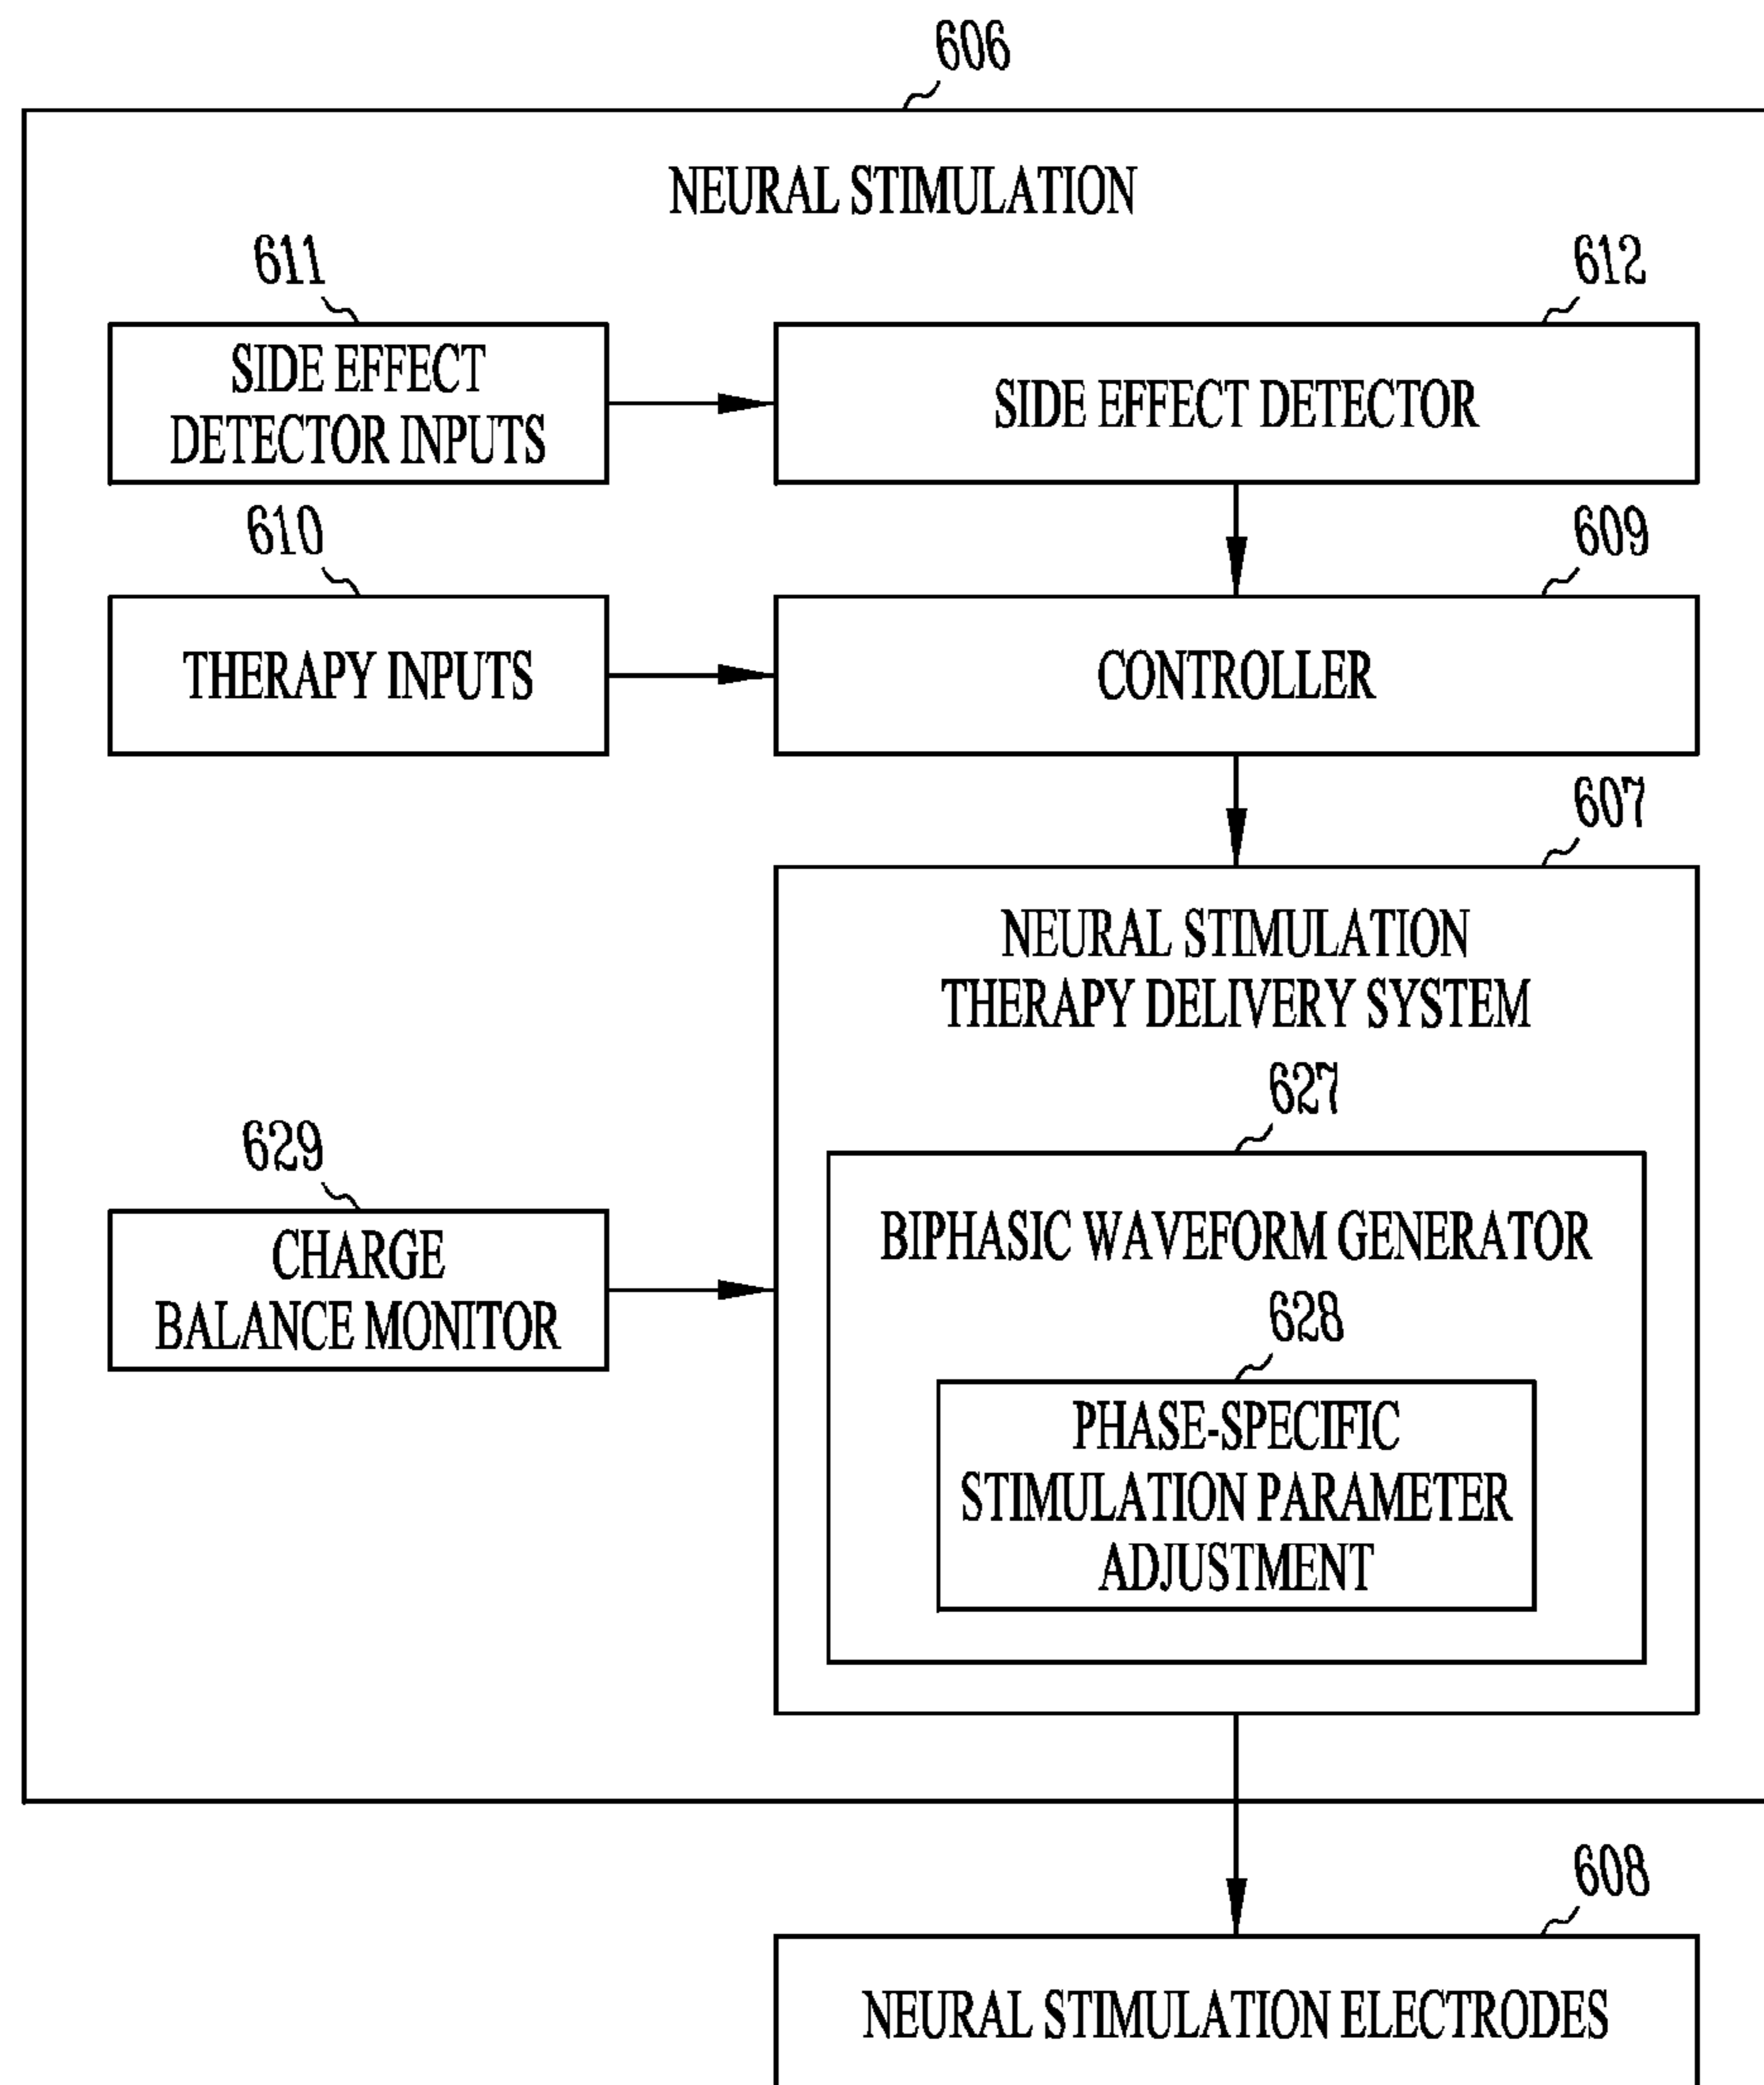 606
NEURAL STIMULATION
611
612
SIDE EFFECT
DETECTOR INPUTS
SIDE EFFECT DETECTOR
610
609
THERAPY INPUTS
CONTROLLER
607
NEURAL STIMULATION
THERAPY DELIVERY SYSTEM
627
629
CHARGE
BALANCE MONITOR
BIPHASIC WAVEFORM GENERATOR
628
PHASE-SPECIFIC
STIMULATION PARAMETER
ADJUSTMENT
608
NEURAL STIMULATION ELECTRODES